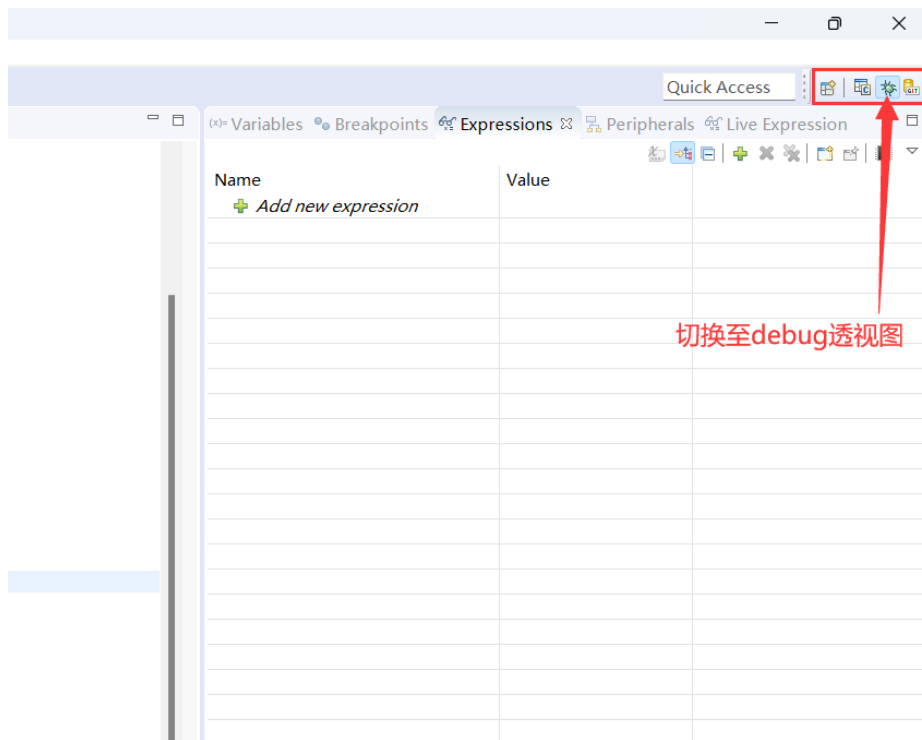 Quick Access
Variables Breakpoints Expressions Peripherals Live Expression
Name Value
Add new expression
切换至debug透视图